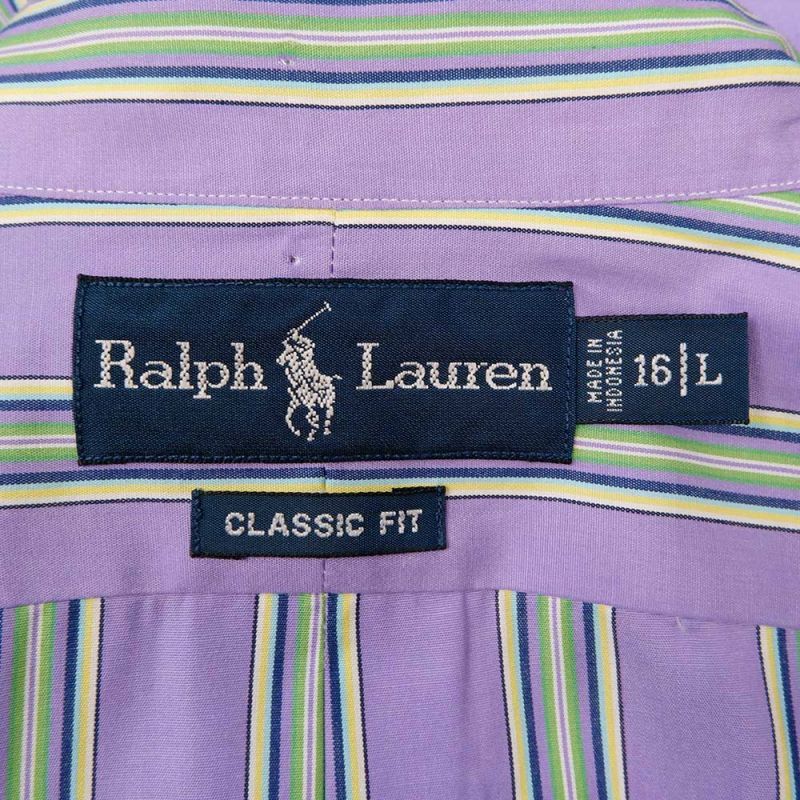 Ralph Lauren
MADE IN
INDONESIA
16 L
CLASSIC FIT